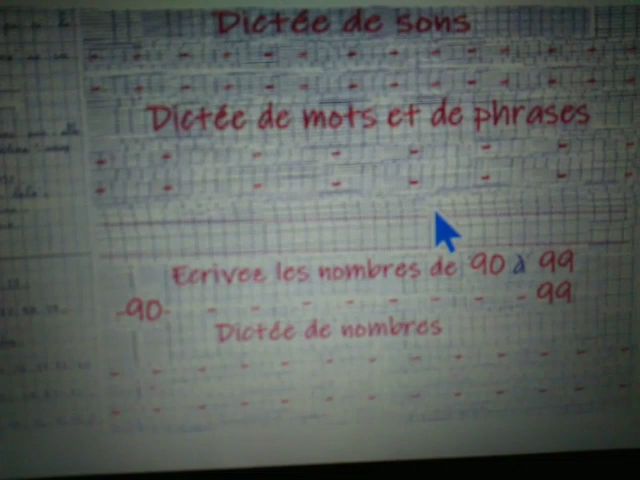 Dictée de sons
- - - - - - - - - - - - -
- - - - - - - - - - - - -
Dictée de mots et de phrases
- - - - - - - -
- - - - - - - -
Ecrivee les nombres de 90 à 99
-90- - - - - - - - - 99
Dictée de nombres
- - - - - - - - - - - - -
- - - - - - - - - - - - -